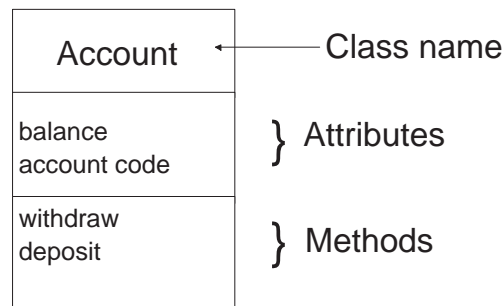 Account
Class name
balance
account code
} Attributes
withdraw
deposit
} Methods